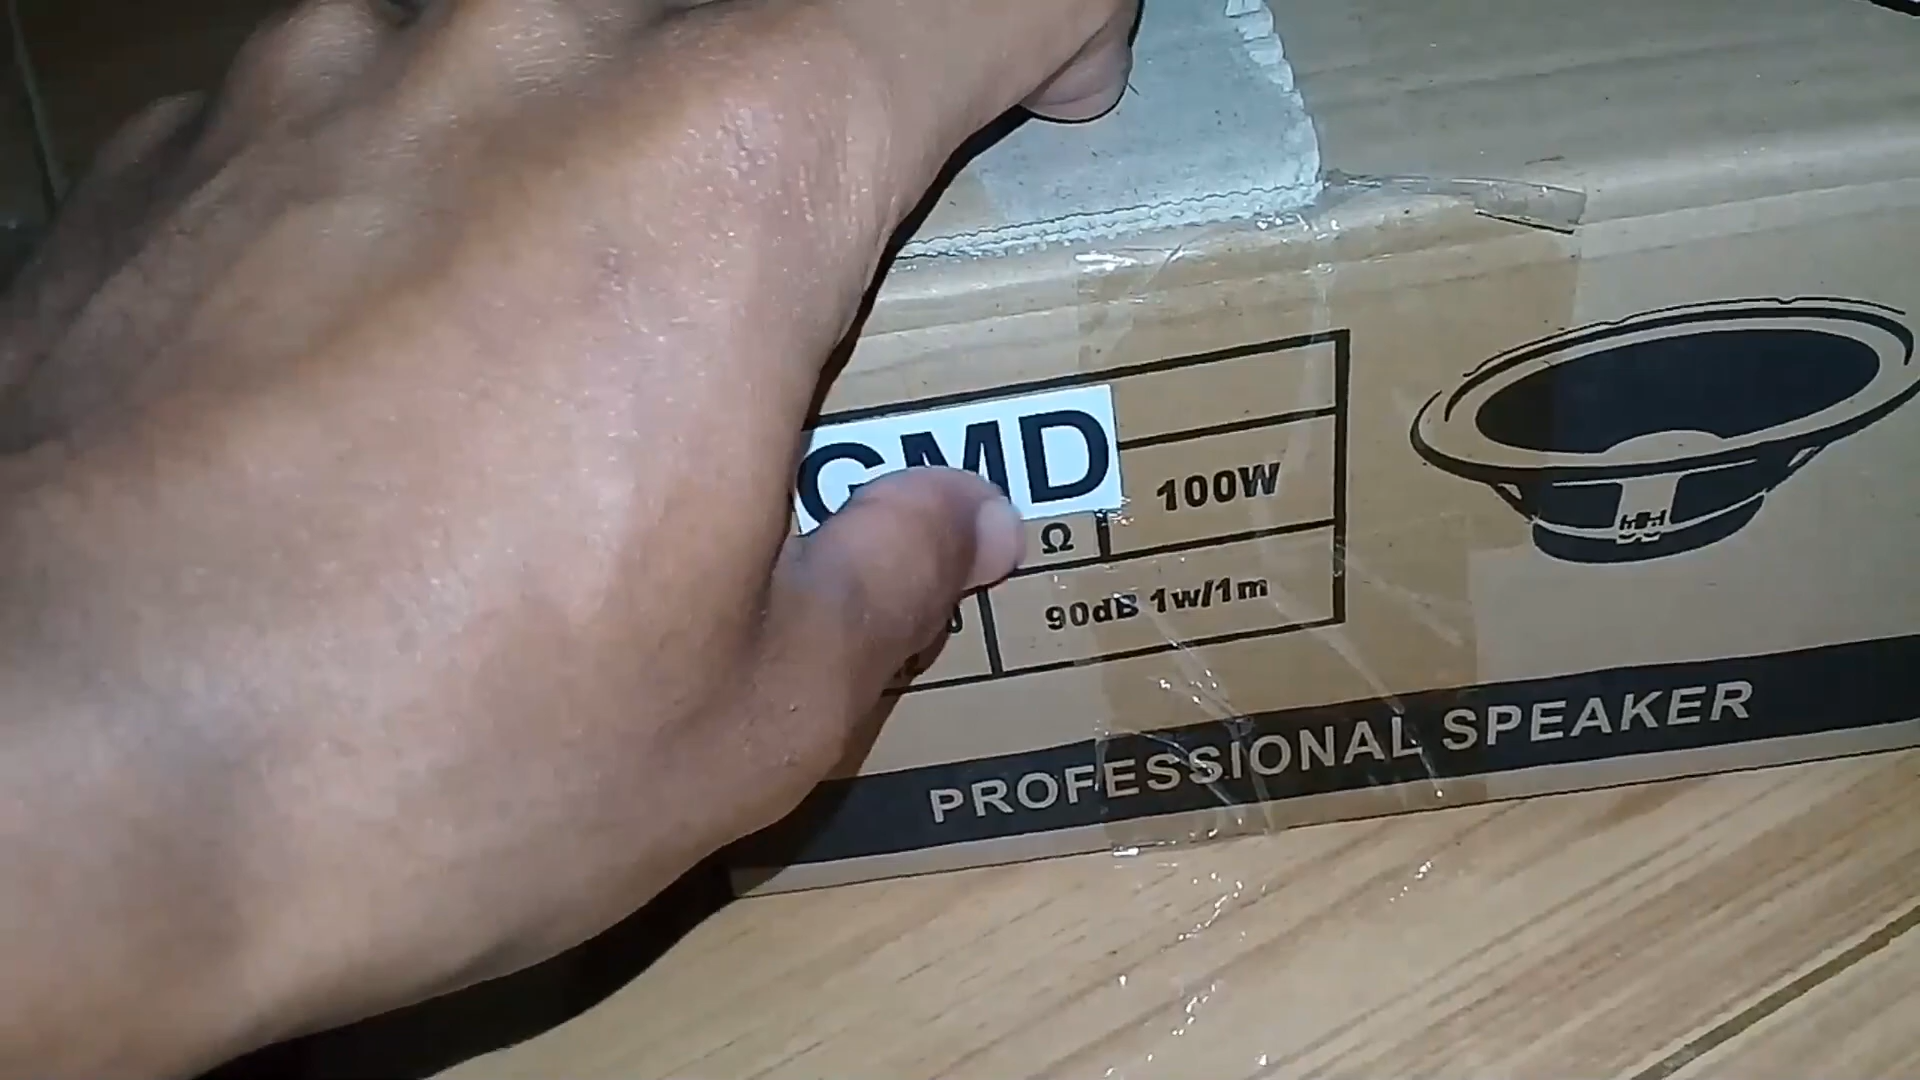 GMD
Ω
100W
90dB 1w/1m
PROFESSIONAL SPEAKER